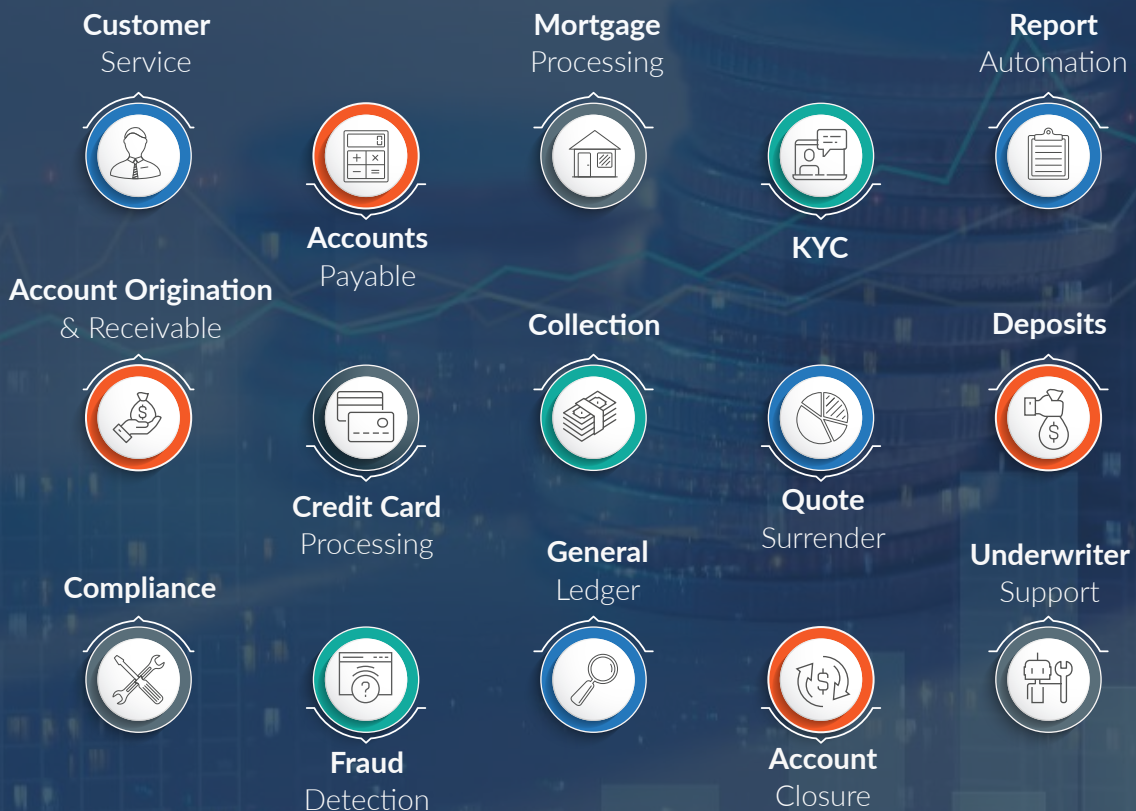 Customer
Service
Mortgage
Processing
Report
Automation
Accounts
Payable
KYC
Account Origination
& Receivable
Collection
Deposits
Credit Card
Processing
Quote
Surrender
Compliance
General
Ledger
Underwriter
Support
Fraud
Detection
Account
Closure